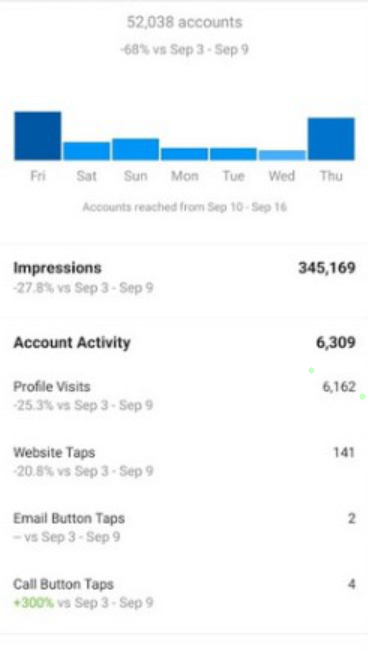 52,038 accounts
-68% vs Sep 3 - Sep 9
Fri Sat Sun Mon Tue Wed Thu
Accounts reached from Sep 10 - Sep 16
Impressions 345,169
-27.8% vs Sep 3 - Sep 9
Account Activity 6,309
Profile Visits 6,162
-25.3% vs Sep 3 - Sep 9
Website Taps 141
-20.8% vs Sep 3 - Sep 9
Email Button Taps 2
-- vs Sep 3 - Sep 9
Call Button Taps 4
+300% vs Sep 3 - Sep 9